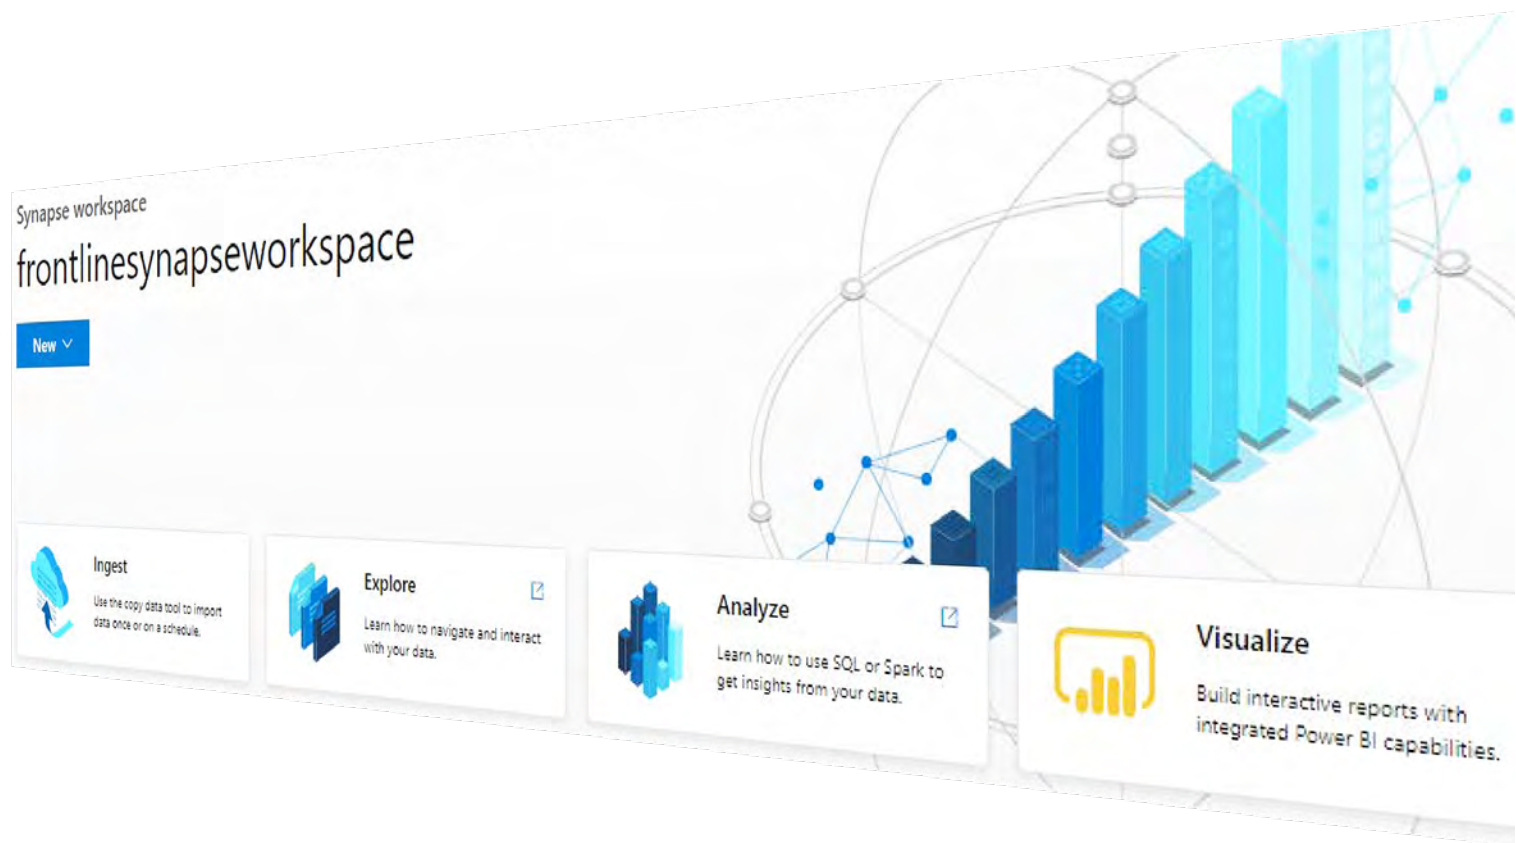 Synapse workspace
frontlinesynapseworkspace
New
Ingest
Use the copy data tool to import
data once or on a schedule.
Explore
Learn how to navigate and interact
with your data.
Analyze
Learn how to use SQL or Spark to
get insights from your data.
Visualize
Build interactive reports with
integrated Power BI capabilities.